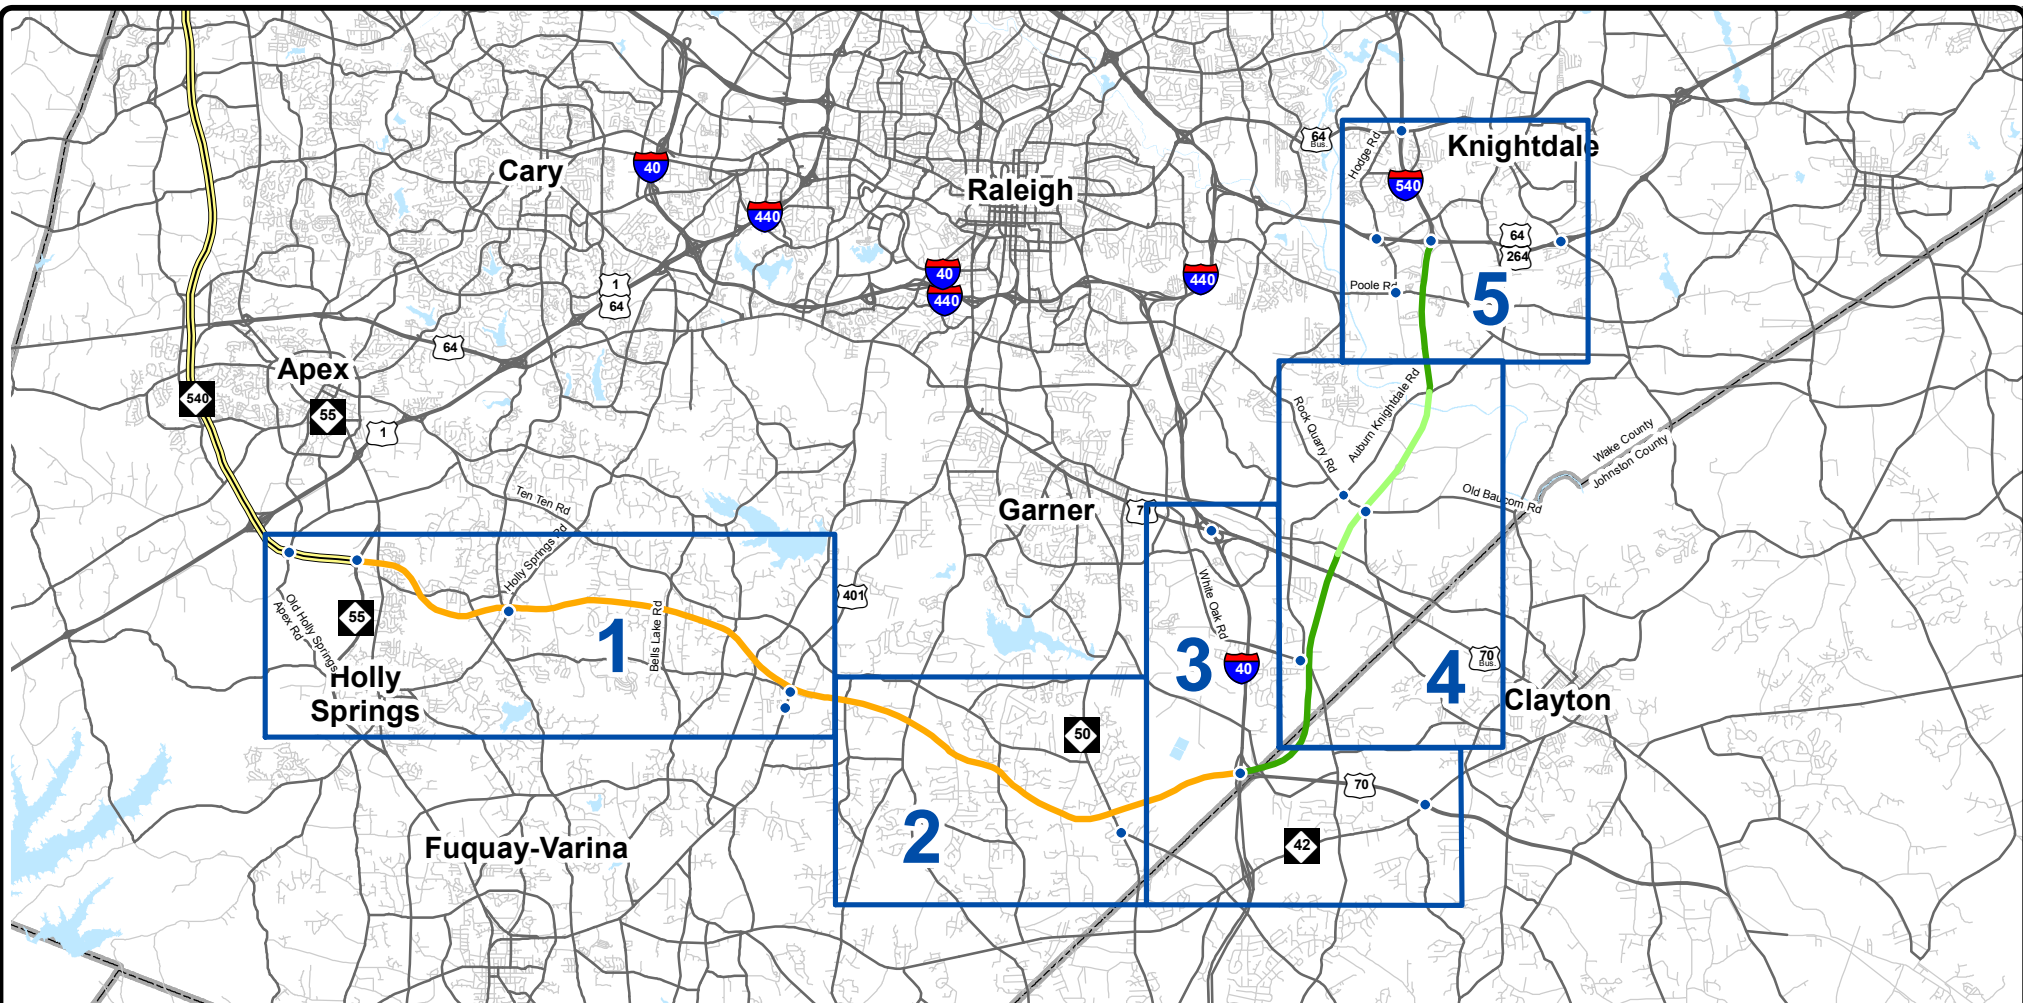 64
Bus.
Hodge Rd
Knightdale
Cary
40
Raleigh
540
440
64
264
40
440
440
1
64
Poole Rd
5
64
Apex
540
55
1
Auburn Knightdale Rd
Rock Quarry Rd
Wake County
Johnston County
Ten Ten Rd
Old Baucom Rd
Garner
Holly Springs Rd
401
White Oak Rd
Old Holly Springs
Apex Rd
55
Bells Lake Rd
1
3
40
70
Bus.
4
Holly
Springs
Clayton
50
70
2
Fuquay-Varina
42